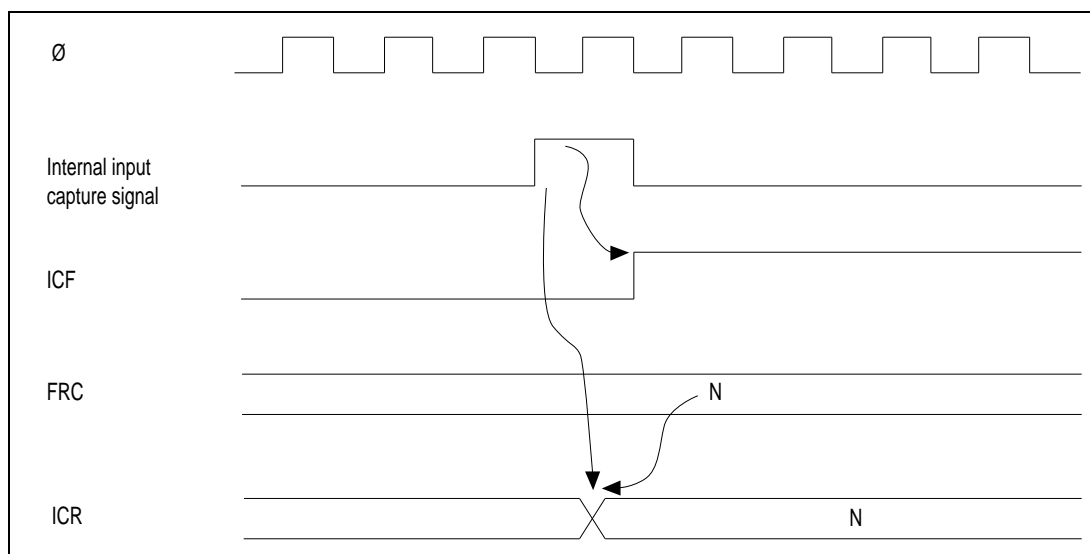 Ø
Internal input
capture signal
ICF
FRC
N
ICR
N